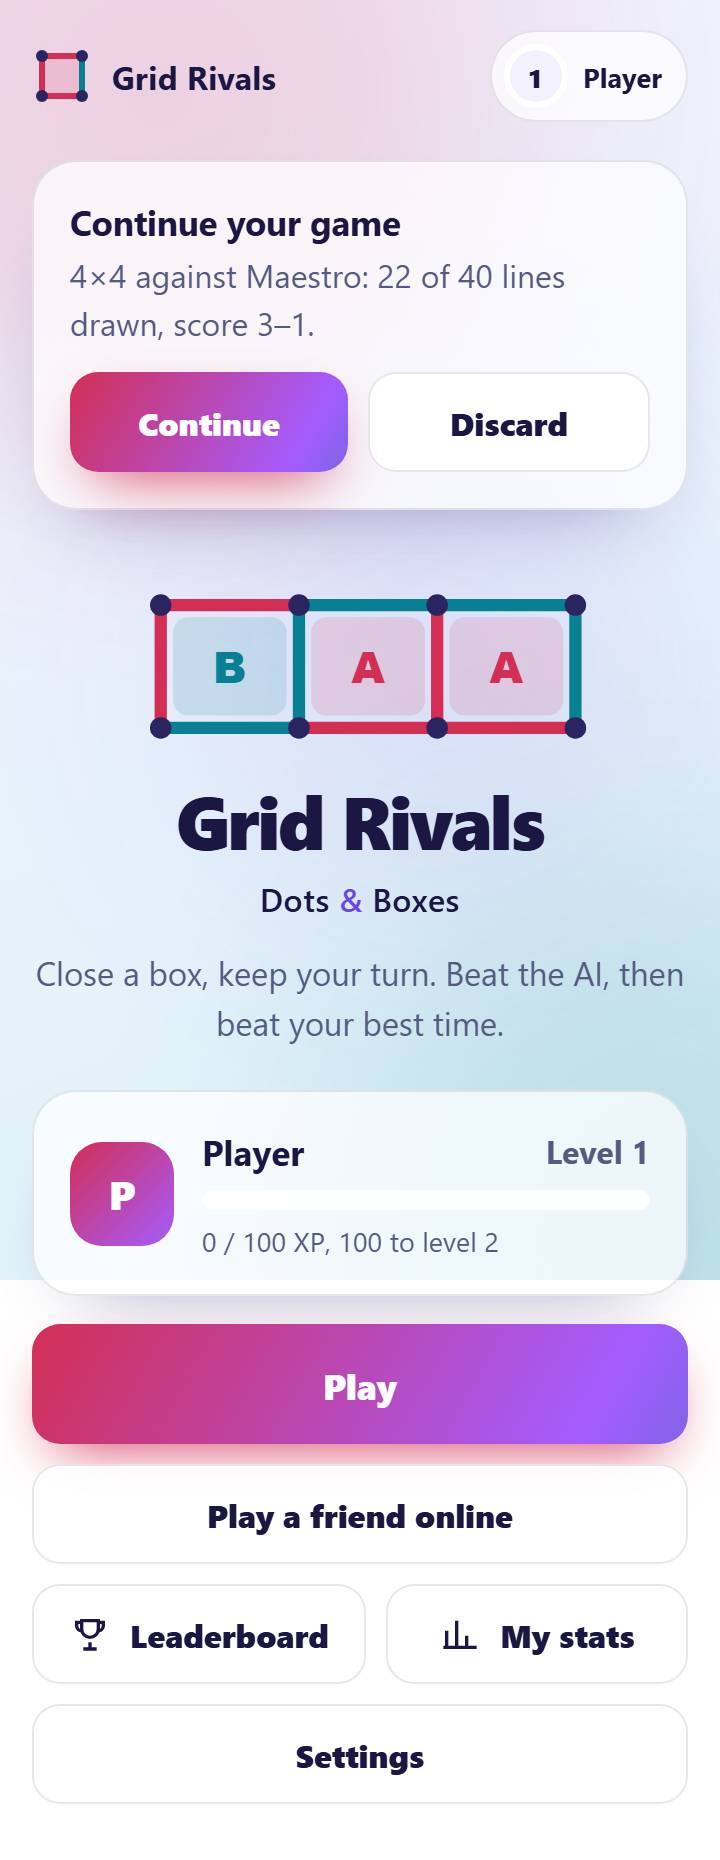 Grid Rivals
1 Player
Continue your game
4×4 against Maestro: 22 of 40 lines
drawn, score 3–1.
Continue Discard
B A A
Grid Rivals
Dots & Boxes
Close a box, keep your turn. Beat the AI, then
beat your best time.
P
Player Level 1
0 / 100 XP, 100 to level 2
Play
Play a friend online
Leaderboard My stats
Settings